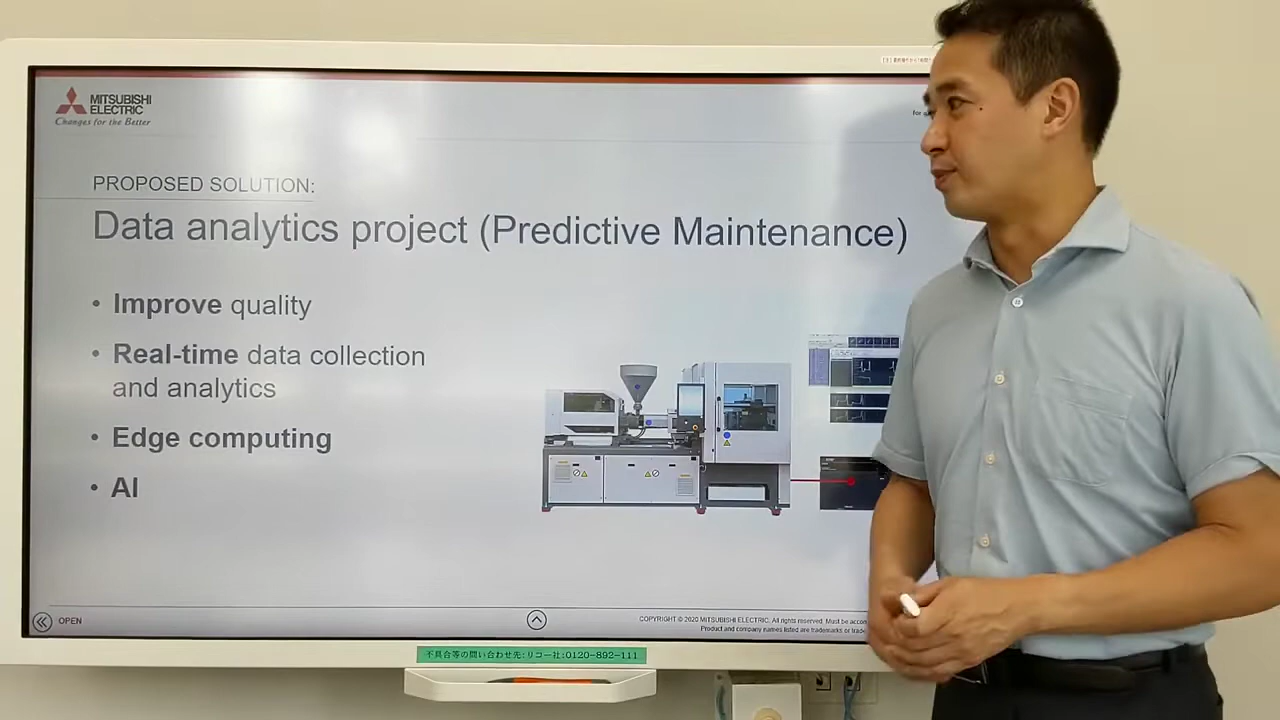 MITSUBISHI
ELECTRIC
Changes for the Better
PROPOSED SOLUTION:
Data analytics project (Predictive Maintenance)
• Improve quality
• Real-time data collection
and analytics
• Edge computing
• AI
OPEN
COPYRIGHT © 2020 MITSUBISHI ELECTRIC. All rights reserved. Must be
Product and company names listed are trademarks or
不具合等の問い合わせ先:リコー社:0120-892-111